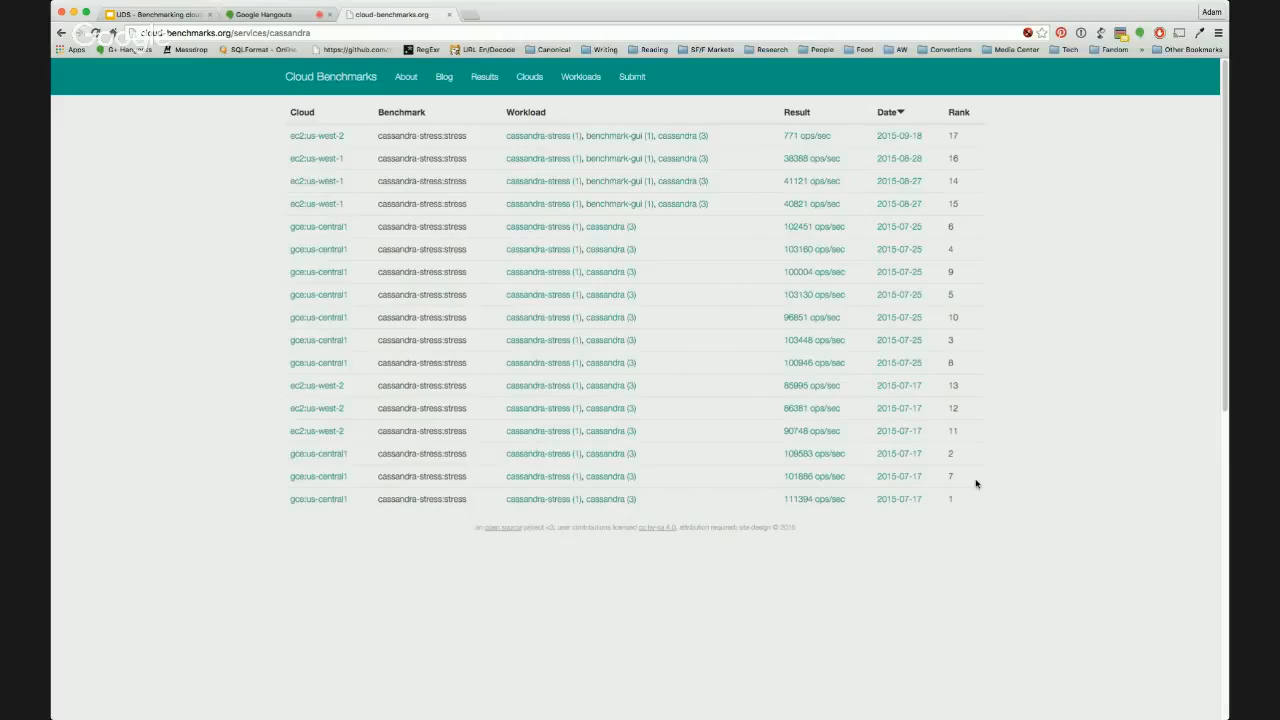 UDS - Benchmarking clou
Google Hangouts
cloud-benchmarks.org
Adam
Google
cloud-benchmarks.org/services/cassandra
Apps
G+ Hangouts
Massdrop
SQLFormat - Online
https://github.com
RegExr
URL En/Decode
Canonical
Writing
Reading
SF/F Markets
Research
People
Food
AW
Conventions
Media Center
Tech
Fandom
»
Other Bookmarks
Cloud Benchmarks About Blog Results Clouds Workloads Submit
Cloud Benchmark Workload Result Date Rank
ec2:us-west-2 cassandra-stress:stress cassandra-stress (1), benchmark-gui (1), cassandra (3) 771 ops/sec 2015-09-18 17
ec2:us-west-1 cassandra-stress:stress cassandra-stress (1), benchmark-gui (1), cassandra (3) 38388 ops/sec 2015-08-28 16
ec2:us-west-1 cassandra-stress:stress cassandra-stress (1), benchmark-gui (1), cassandra (3) 41121 ops/sec 2015-08-27 14
ec2:us-west-1 cassandra-stress:stress cassandra-stress (1), benchmark-gui (1), cassandra (3) 40821 ops/sec 2015-08-27 15
gce:us-central1 cassandra-stress:stress cassandra-stress (1), cassandra (3) 102451 ops/sec 2015-07-25 6
gce:us-central1 cassandra-stress:stress cassandra-stress (1), cassandra (3) 103160 ops/sec 2015-07-25 4
gce:us-central1 cassandra-stress:stress cassandra-stress (1), cassandra (3) 100004 ops/sec 2015-07-25 9
gce:us-central1 cassandra-stress:stress cassandra-stress (1), cassandra (3) 103130 ops/sec 2015-07-25 5
gce:us-central1 cassandra-stress:stress cassandra-stress (1), cassandra (3) 96851 ops/sec 2015-07-25 10
gce:us-central1 cassandra-stress:stress cassandra-stress (1), cassandra (3) 103448 ops/sec 2015-07-25 3
gce:us-central1 cassandra-stress:stress cassandra-stress (1), cassandra (3) 100946 ops/sec 2015-07-25 8
ec2:us-west-2 cassandra-stress:stress cassandra-stress (1), cassandra (3) 85995 ops/sec 2015-07-17 13
ec2:us-west-2 cassandra-stress:stress cassandra-stress (1), cassandra (3) 86381 ops/sec 2015-07-17 12
ec2:us-west-2 cassandra-stress:stress cassandra-stress (1), cassandra (3) 90748 ops/sec 2015-07-17 11
gce:us-central1 cassandra-stress:stress cassandra-stress (1), cassandra (3) 109583 ops/sec 2015-07-17 2
gce:us-central1 cassandra-stress:stress cassandra-stress (1), cassandra (3) 101886 ops/sec 2015-07-17 7
gce:us-central1 cassandra-stress:stress cassandra-stress (1), cassandra (3) 111394 ops/sec 2015-07-17 1
an open source project <3, user contributions licensed cc by-sa 4.0, attribution required; site design © 2015